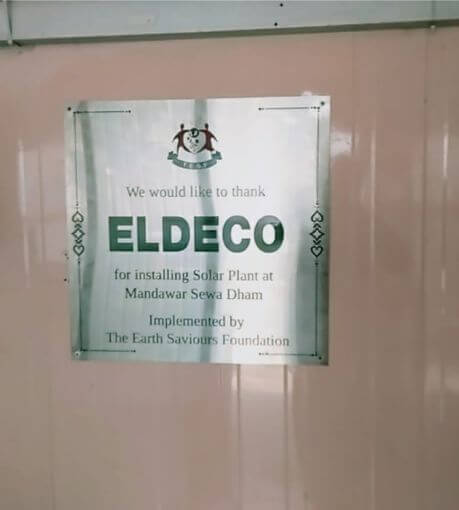 T.E.S.F
We would like to thank
ELDECO
for installing Solar Plant at
Mandawar Sewa Dham
Implemented by
The Earth Saviours Foundation